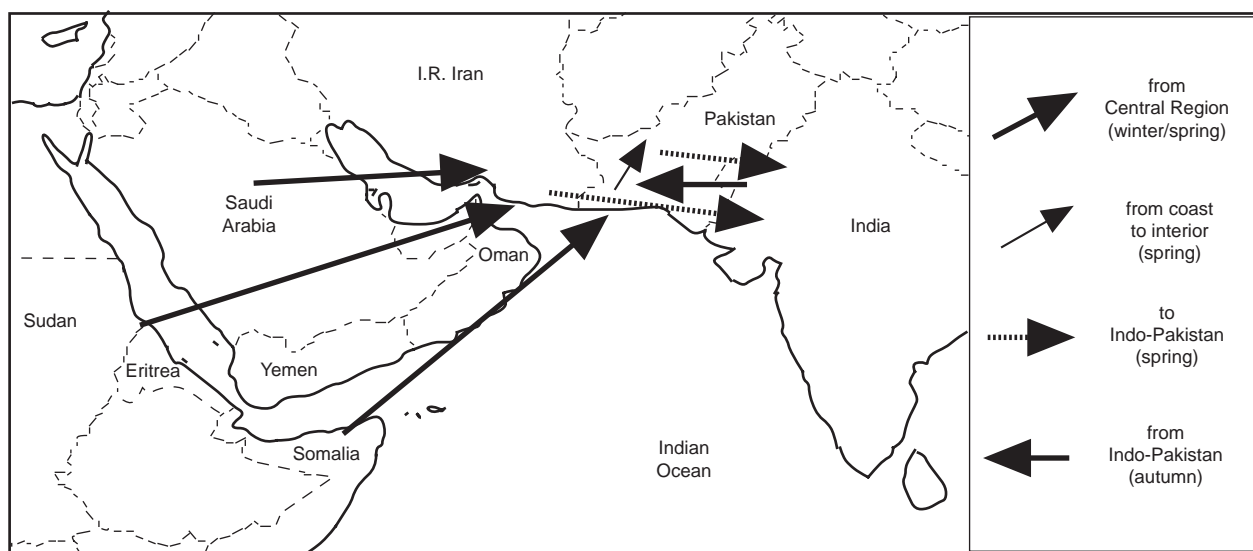 I.R. Iran
Pakistan
Saudi
Arabia
Oman
India
Sudan
Eritrea
Yemen
Somalia
Indian
Ocean
from
Central Region
(winter/spring)
from coast
to interior
(spring)
to
Indo-Pakistan
(spring)
from
Indo-Pakistan
(autumn)